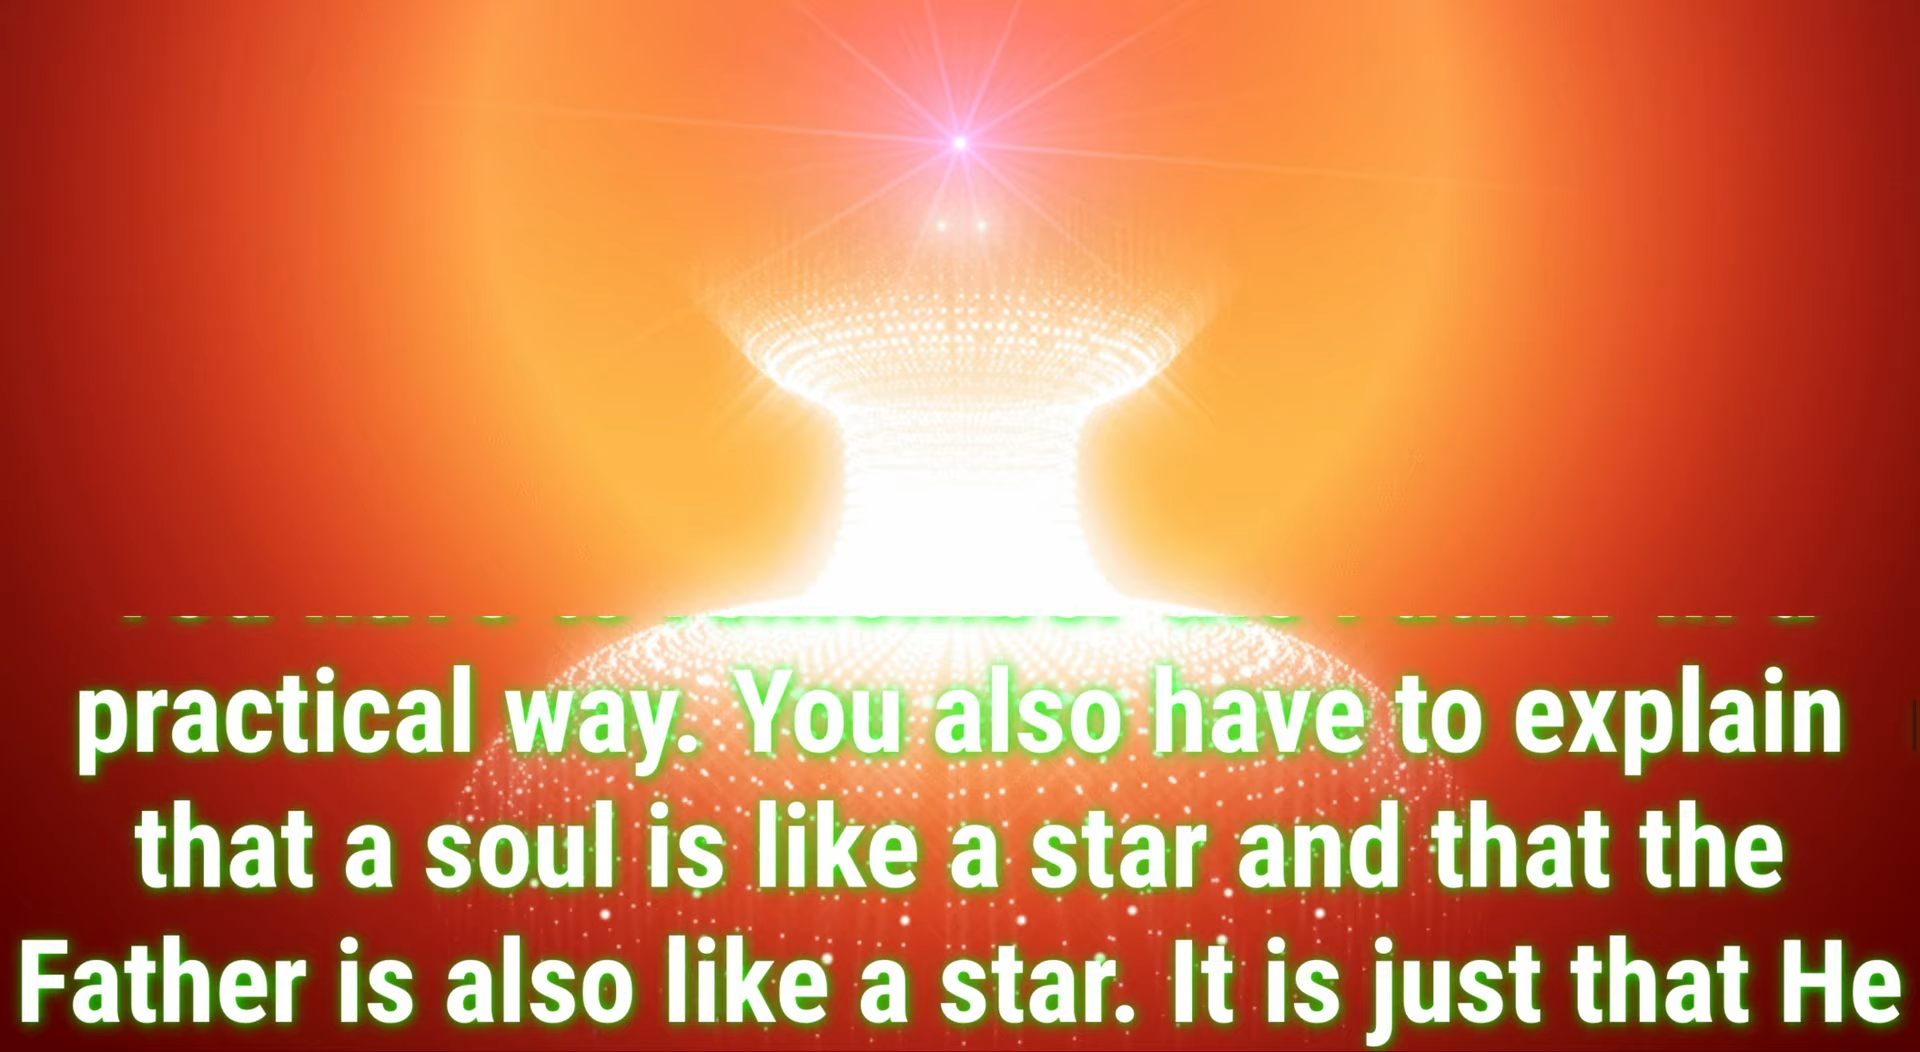 practical way. You also have to explain
that a soul is like a star and that the
Father is also like a star. It is just that He